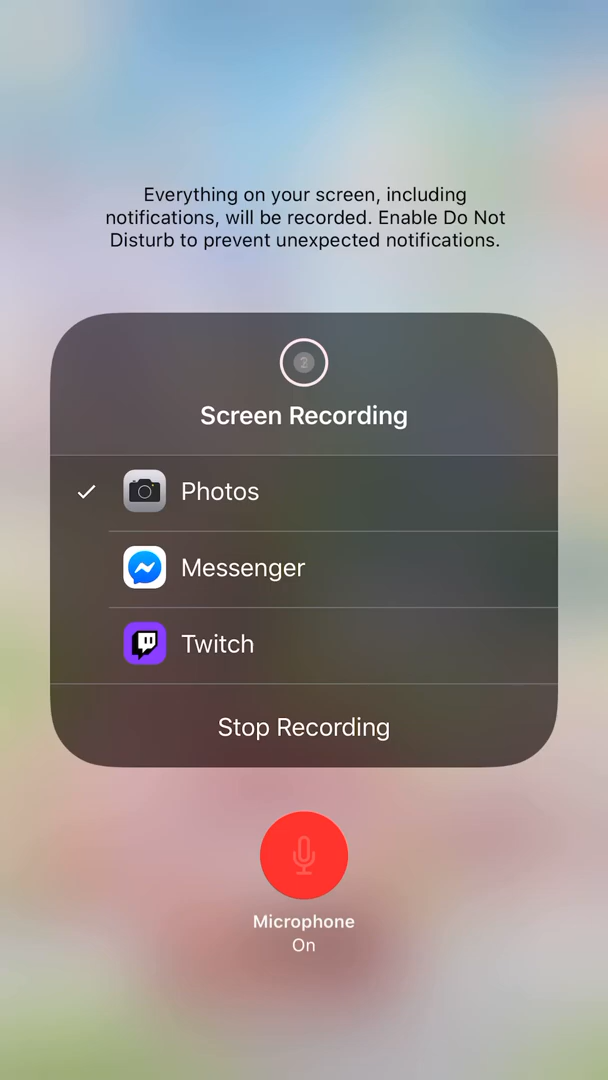 Everything on your screen, including
notifications, will be recorded. Enable Do Not
Disturb to prevent unexpected notifications.
2
Screen Recording
Photos
Messenger
Twitch
Stop Recording
Microphone
On